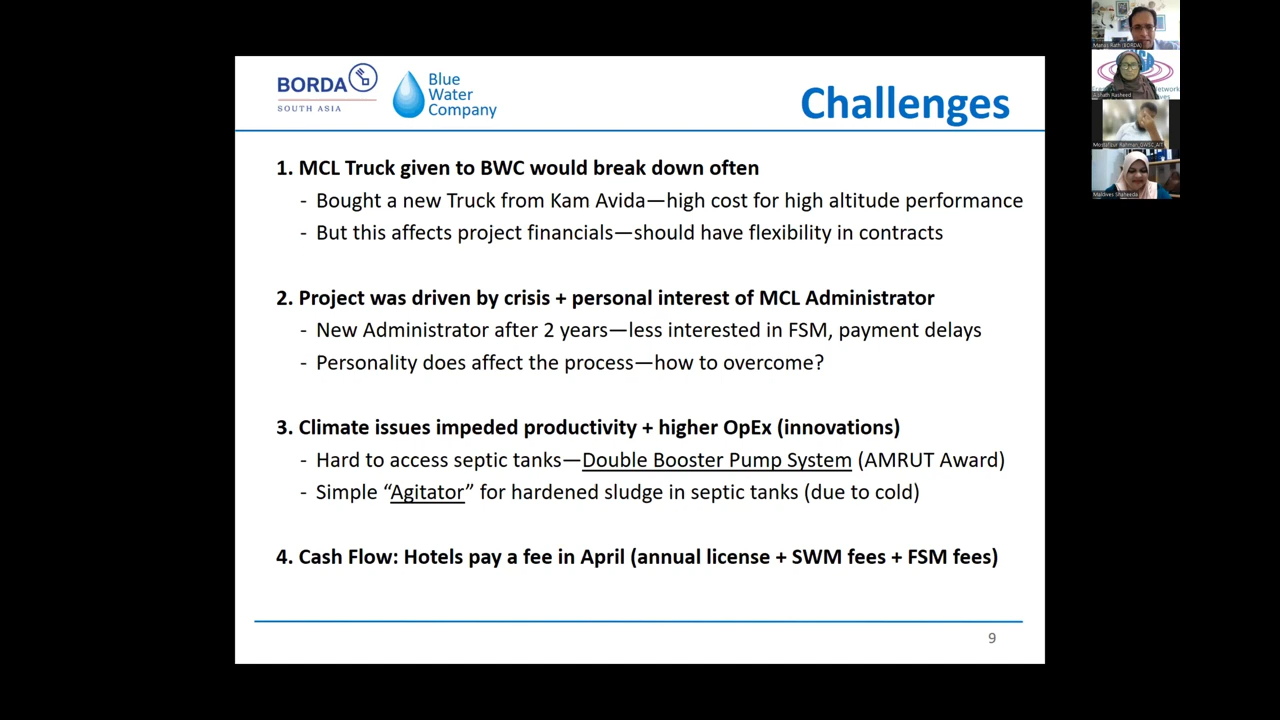 BORDA
SOUTH ASIA
Blue
Water
Company
Challenges
1. MCL Truck given to BWC would break down often
- Bought a new Truck from Kam Avida—high cost for high altitude performance
- But this affects project financials—should have flexibility in contracts
2. Project was driven by crisis + personal interest of MCL Administrator
- New Administrator after 2 years—less interested in FSM, payment delays
- Personality does affect the process—how to overcome?
3. Climate issues impeded productivity + higher OpEx (innovations)
- Hard to access septic tanks—Double Booster Pump System (AMRUT Award)
- Simple “Agitator” for hardened sludge in septic tanks (due to cold)
4. Cash Flow: Hotels pay a fee in April (annual license + SWM fees + FSM fees)
9
(BORDA)
Rasheed
Maldives Shaheeda